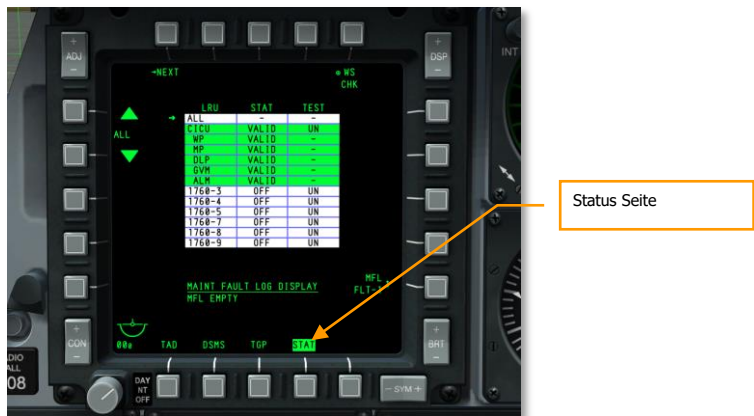 +
ADJ
-
+
DSP
-
INT
→NEXT
WS
CHK
ALL
LRU STAT TEST
→ ALL - -
CICU VALID UN
WP VALID -
MP VALID -
DLP VALID -
GVM VALID -
ALM VALID -
1760-3 OFF UN
1760-4 OFF UN
1760-5 OFF UN
1760-7 OFF UN
1760-8 OFF UN
1760-9 OFF UN
Status Seite
MAINT FAULT LOG DISPLAY
MFL EMPTY
MFL
+
CON
-
TAD DSMS TGP STAT
+
BRT
-
08
DAY
NT
OFF
- SYM +